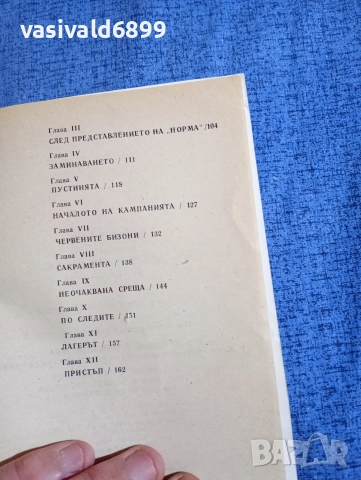 vasivald6899
Глава III
СЛЕД ПРЕДСТАВЛЕНИЕТО НА „НОРМА" /104
Глава IV
ЗАМИНАВАНЕТО / 111
Глава V
ПУСТИНЯТА / 118
Глава VI
НАЧАЛОТО НА КАМПАНИЯТА / 127
Глава VII
ЧЕРВЕНИТЕ БИЗОНИ / 132
Глава VIII
САКРАМЕНТА / 138
Глава IX
НЕОЧАКВАНА СРЕЩА / 144
Глава X
ПО СЛЕДИТЕ / 151
Глава XI
ЛАГЕРЪТ / 157
Глава XII
ПРИСТЪП / 162
BAZAR